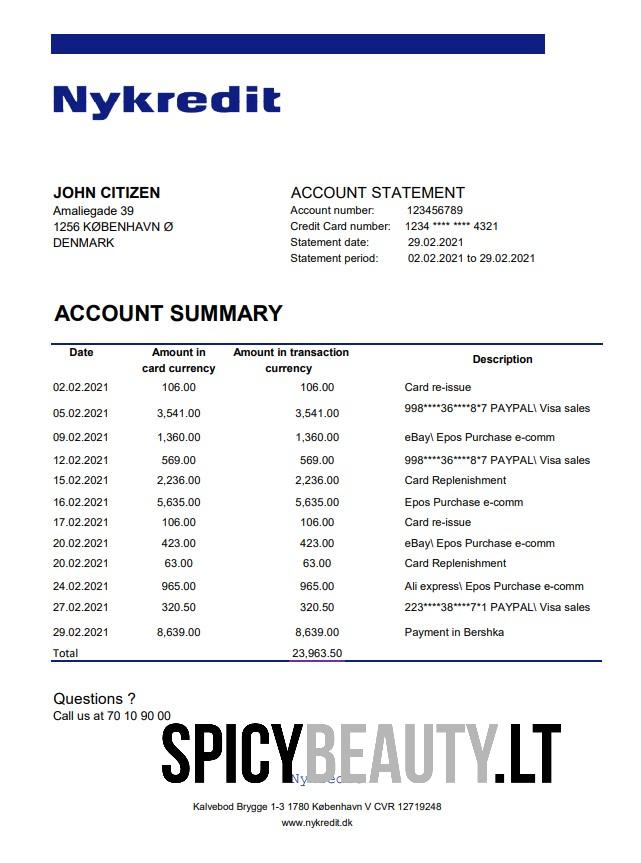 Nykredit
JOHN CITIZEN
Amaliegade 39
1256 KØBENHAVN Ø
DENMARK
ACCOUNT STATEMENT
Account number: 123456789
Credit Card number: 1234 **** **** 4321
Statement date: 29.02.2021
Statement period: 02.02.2021 to 29.02.2021
ACCOUNT SUMMARY
Date Amount in card currency Amount in transaction currency Description
02.02.2021 106.00 106.00 Card re-issue
05.02.2021 3,541.00 3,541.00 998****36****8*7 PAYPAL\ Visa sales
09.02.2021 1,360.00 1,360.00 eBay\ Epos Purchase e-comm
12.02.2021 569.00 569.00 998****36****8*7 PAYPAL\ Visa sales
15.02.2021 2,236.00 2,236.00 Card Replenishment
16.02.2021 5,635.00 5,635.00 Epos Purchase e-comm
17.02.2021 106.00 106.00 Card re-issue
20.02.2021 423.00 423.00 eBay\ Epos Purchase e-comm
20.02.2021 63.00 63.00 Card Replenishment
24.02.2021 965.00 965.00 Ali express\ Epos Purchase e-comm
27.02.2021 320.50 320.50 223****38****7*1 PAYPAL\ Visa sales
29.02.2021 8,639.00 8,639.00 Payment in Bershka
Total 23,963.50
Questions ?
Call us at 70 10 90 00
SPICYBEAUTY.LT
Kalvebod Brygge 1-3 1780 København V CVR 12719248
www.nykredit.dk